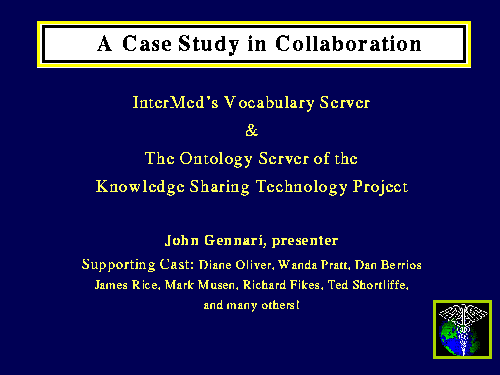 A Case Study in Collaboration
InterMed's Vocabulary Server
&
The Ontology Server of the
Knowledge Sharing Technology Project
John Gennari, presenter
Supporting Cast: Diane Oliver, Wanda Pratt, Dan Berrios
James Rice, Mark Musen, Richard Fikes, Ted Shortliffe,
and many others!